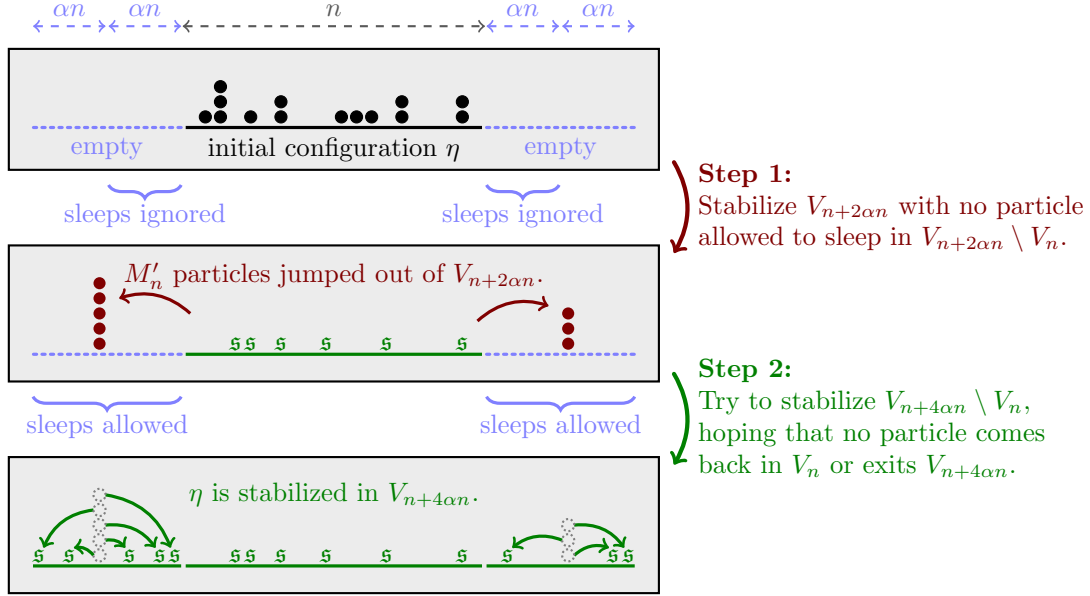 αn αn n αn αn
empty
initial configuration η
empty
sleeps ignored
sleeps ignored
Step 1:
Stabilize V_{n+2αn} with no particle
allowed to sleep in V_{n+2αn} \ V_n.
M′_n particles jumped out of V_{n+2αn}.
𝔰 𝔰 𝔰 𝔰 𝔰 𝔰
sleeps allowed
sleeps allowed
Step 2:
Try to stabilize V_{n+4αn} \ V_n,
hoping that no particle comes
back in V_n or exits V_{n+4αn}.
η is stabilized in V_{n+4αn}.
𝔰 𝔰 𝔰 𝔰 𝔰 𝔰 𝔰 𝔰 𝔰 𝔰 𝔰 𝔰 𝔰 𝔰